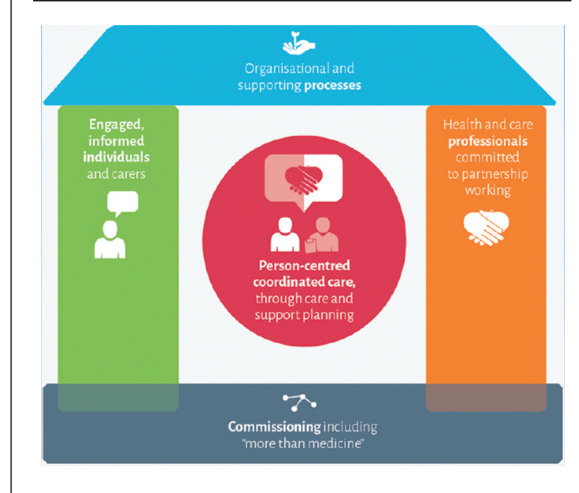 Organisational and
supporting processes
Engaged,
informed
individuals
and carers
Health and care
professionals
committed
to partnership
working
Person-centred
coordinated care,
through care and
support planning
Commissioning including
"more than medicine"